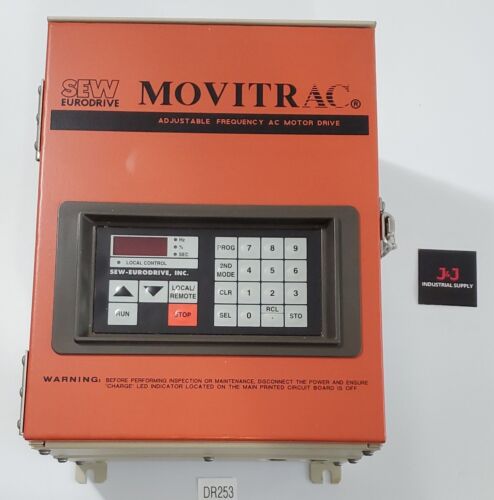 SEW
EURODRIVE
MOVITRAC®
ADJUSTABLE FREQUENCY AC MOTOR DRIVE
Hz
%
SEC
LOCAL CONTROL
SEW-EURODRIVE, INC.
LOCAL/
REMOTE
RUN
STOP
PROG 7 8 9
2ND
MODE 4 5 6
CLR 1 2 3
SEL 0 RCL
. STO
J&J
INDUSTRIAL SUPPLY
WARNING: BEFORE PERFORMING INSPECTION OR MAINTENANCE, DISCONNECT THE POWER AND ENSURE
"CHARGE" LED INDICATOR LOCATED ON THE MAIN PRINTED CIRCUIT BOARD IS OFF
DR253